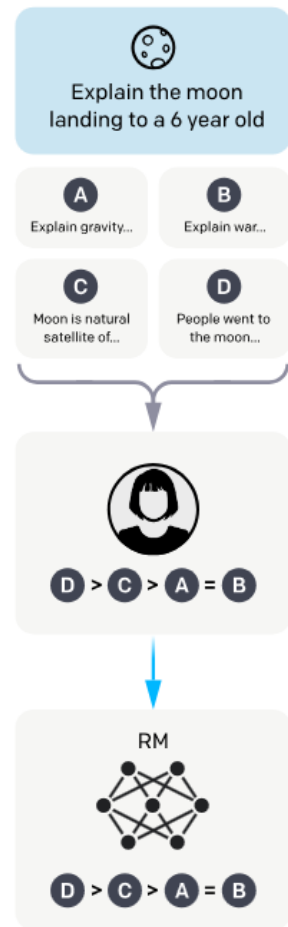 Explain the moon
landing to a 6 year old
A
Explain gravity...
B
Explain war...
C
Moon is natural
satellite of...
D
People went to
the moon...
D > C > A = B
RM
D > C > A = B